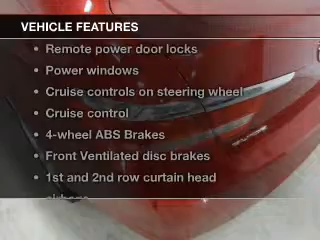 VEHICLE FEATURES
• Remote power door locks
• Power windows
• Cruise controls on steering wheel
• Cruise control
• 4-wheel ABS Brakes
• Front Ventilated disc brakes
• 1st and 2nd row curtain head